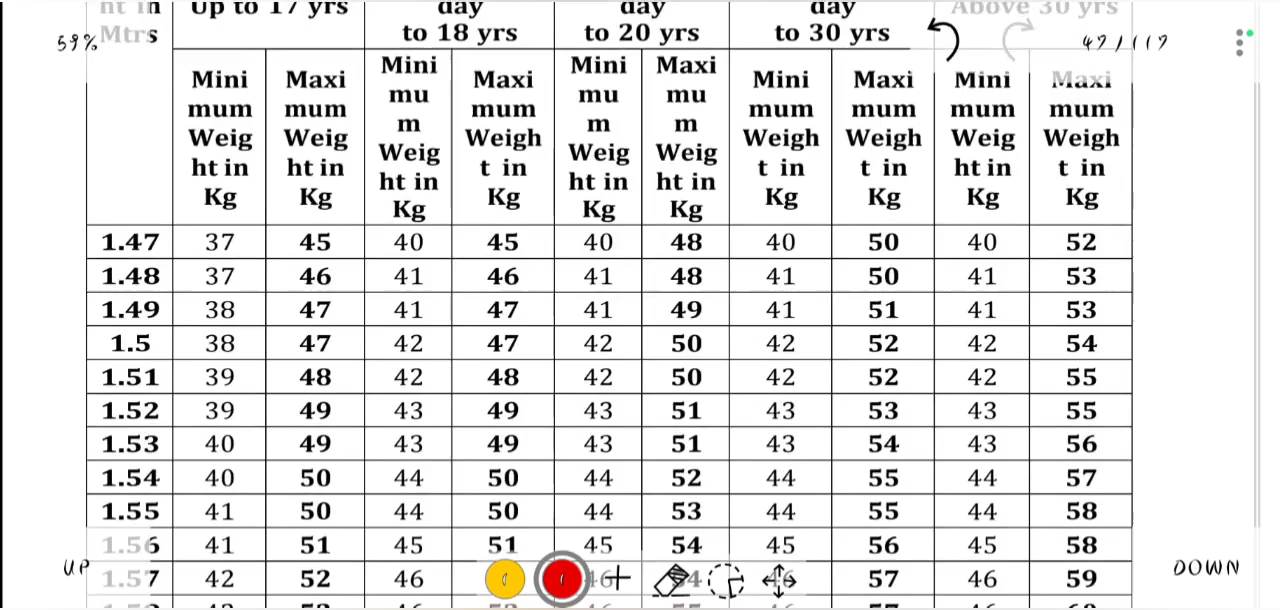 ht in Up to 17 yrs day day day Above 30 yrs
59% Mtrs to 18 yrs to 20 yrs to 30 yrs 47/117
Mini Maxi Mini Maxi Mini Maxi Mini Maxi Mini Maxi
mum mum mu mum mu mu mum mum mum mum
Weig Weig m Weigh m m Weigh Weigh Weig Weigh
ht in ht in Weig t in Weig Weig t in t in ht in t in
Kg Kg ht in Kg ht in ht in Kg Kg Kg Kg
Kg Kg Kg
1.47 37 45 40 45 40 48 40 50 40 52
1.48 37 46 41 46 41 48 41 50 41 53
1.49 38 47 41 47 41 49 41 51 41 53
1.5 38 47 42 47 42 50 42 52 42 54
1.51 39 48 42 48 42 50 42 52 42 55
1.52 39 49 43 49 43 51 43 53 43 55
1.53 40 49 43 49 43 51 43 54 43 56
1.54 40 50 44 50 44 52 44 55 44 57
1.55 41 50 44 50 44 53 44 55 44 58
1.56 41 51 45 51 45 54 45 56 45 58
UP 1.57 42 52 46 57 46 59 DOWN